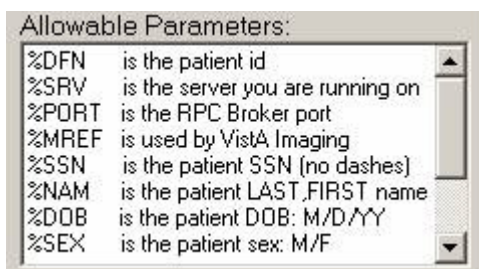 Allowable Parameters:
%DFN is the patient id
%SRV is the server you are running on
%PORT is the RPC Broker port
%MREF is used by VistA Imaging
%SSN is the patient SSN (no dashes)
%NAM is the patient LAST,FIRST name
%DOB is the patient DOB: M/D/YY
%SEX is the patient sex: M/F